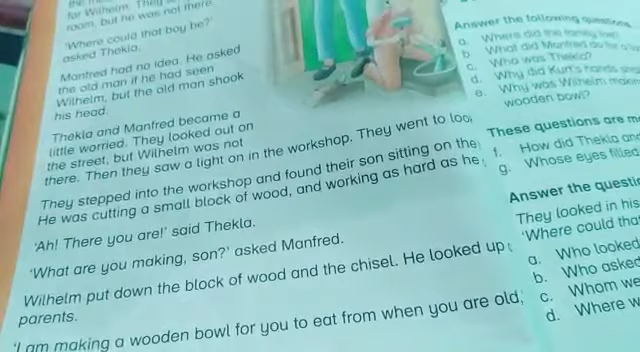 for Wilhelm. They
room, but he was not there.
'Where could that boy be?'
asked Thekla.
Manfred had no idea. He asked
the old man if he had seen
Wilhelm, but the old man shook
his head.
Thekla and Manfred became a
little worried. They looked out on
the street, but Wilhelm was not
there. Then they saw a light on in the workshop. They went to loo
They stepped into the workshop and found their son sitting on the
He was cutting a small block of wood, and working as hard as he
'Ah! There you are!' said Thekla.
'What are you making, son?' asked Manfred.
Wilhelm put down the block of wood and the chisel. He looked up
parents.
'I am making a wooden bowl for you to eat from when you are old,
Answer the following questions.
a. Where did the family live?
b. What did Manfred do for a
c. Who was Thekla?
d. Why did Kurt's hands
e. Why was Wilhelm
wooden bowl?
These questions are
f. How did Thekla
g. Whose eyes filled
Answer the
They looked in his
'Where could
a. Who looked
b. Who asked
c. Whom
d. Where